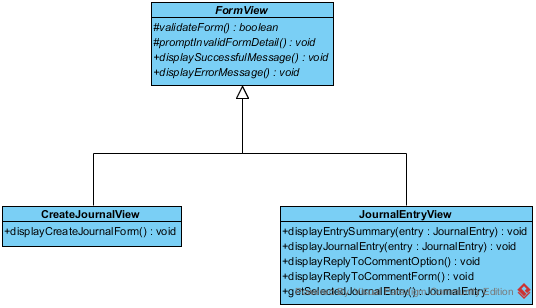 FormView
#validateForm() : boolean
#promptInvalidFormDetail() : void
+displaySuccessfulMessage() : void
+displayErrorMessage() : void
CreateJournalView
+displayCreateJournalForm() : void
JournalEntryView
+displayEntrySummary(entry : JournalEntry) : void
+displayJournalEntry(entry : JournalEntry) : void
+displayReplyToCommentOption() : void
+displayReplyToCommentForm() : void
+getSelectedJournalEntry() : JournalEntry
Edition